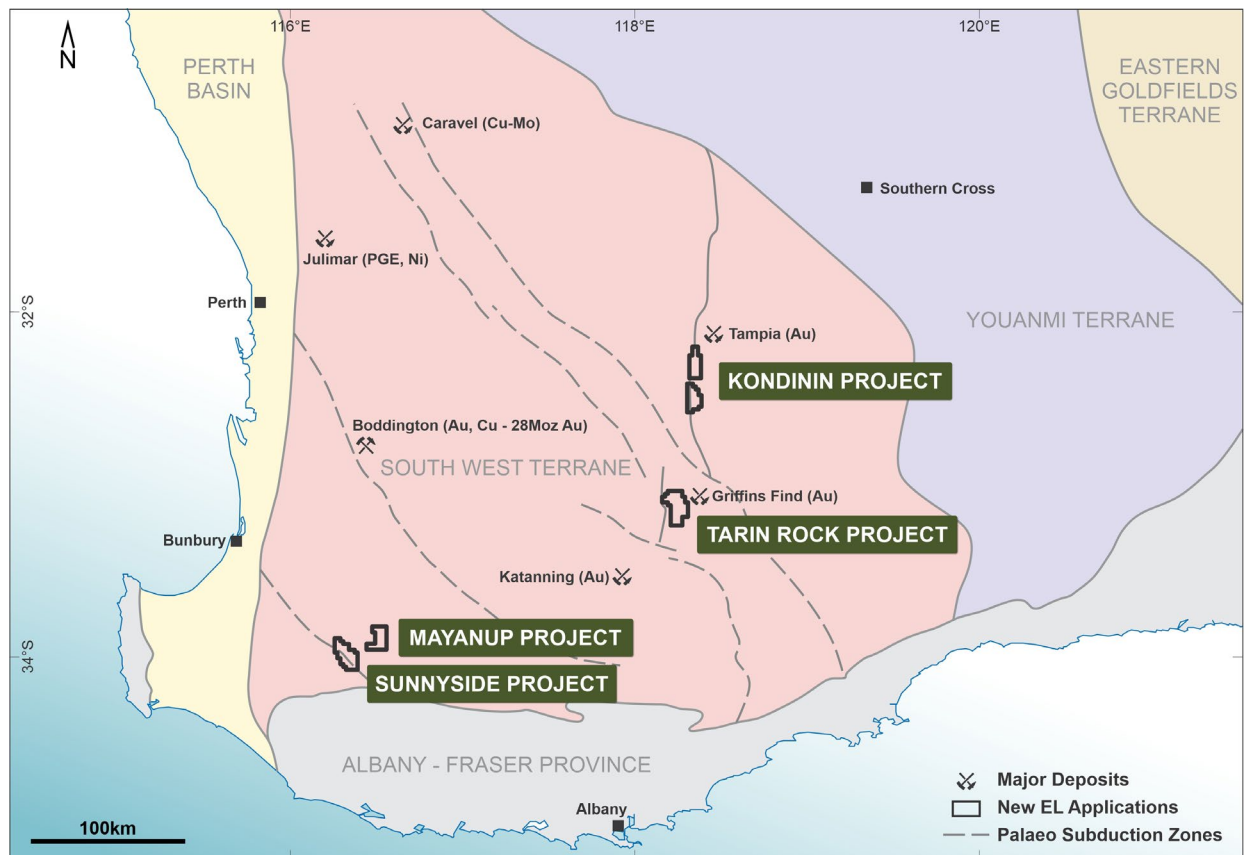 116°E
118°E
120°E
N
PERTH
BASIN
EASTERN
GOLDFIELDS
TERRANE
Caravel (Cu-Mo)
Southern Cross
Julimar (PGE, Ni)
Perth
32°S
YOUANMI TERRANE
Tampia (Au)
KONDININ PROJECT
Boddington (Au, Cu - 28Moz Au)
SOUTH WEST TERRANE
Griffins Find (Au)
TARIN ROCK PROJECT
Bunbury
Katanning (Au)
MAYANUP PROJECT
34°S
SUNNYSIDE PROJECT
ALBANY - FRASER PROVINCE
Albany
Major Deposits
New EL Applications
Palaeo Subduction Zones
100km